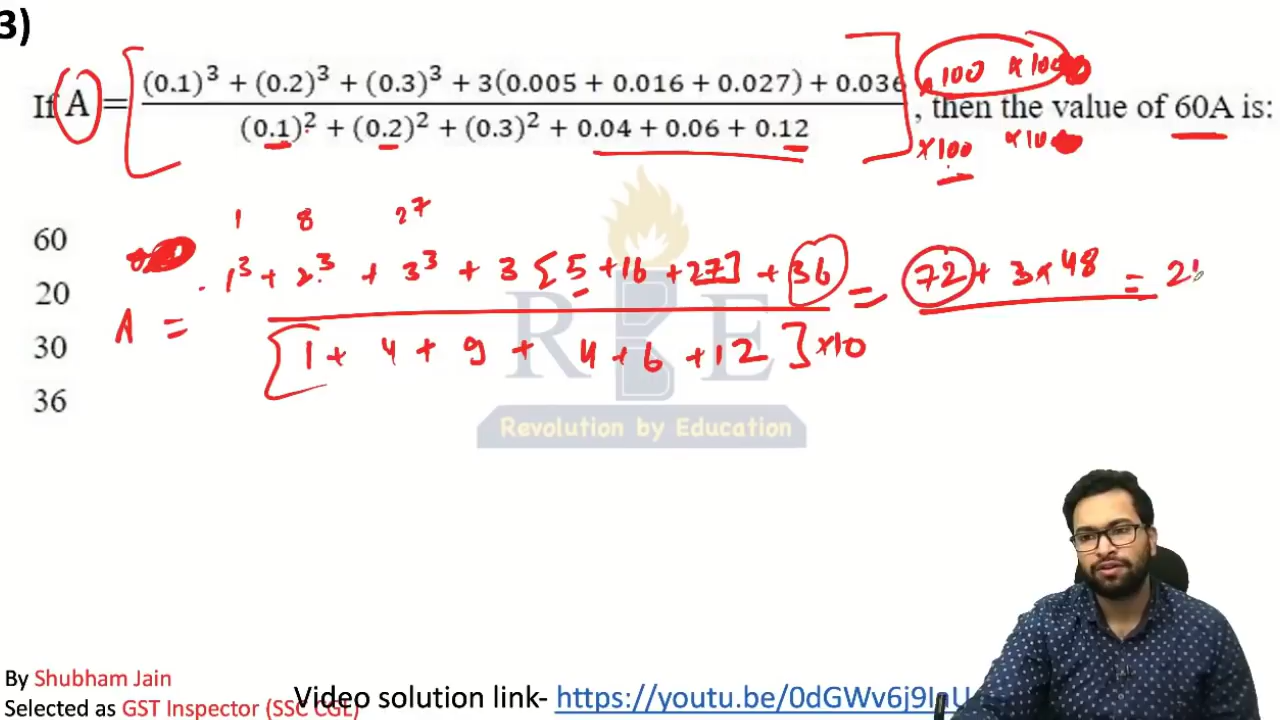 3)
If A = [ (0.1)³ + (0.2)³ + (0.3)³ + 3(0.005 + 0.016 + 0.027) + 0.036 / (0.1)² + (0.2)² + (0.3)² + 0.04 + 0.06 + 0.12 ], then the value of 60A is:
×100 ×100
×100 ×10
1 8 27
A = 1³ + 2³ + 3³ + 3[5 + 16 + 27] + 36 / [1 + 4 + 9 + 4 + 6 + 12] ×10 = 72 + 3×48 = 21
60
20
30
36
R B E
Revolution by Education
By Shubham Jain
Selected as GST Inspector (SSC CGE)
Video solution link- https://youtu.be/0dGWv6j9InU